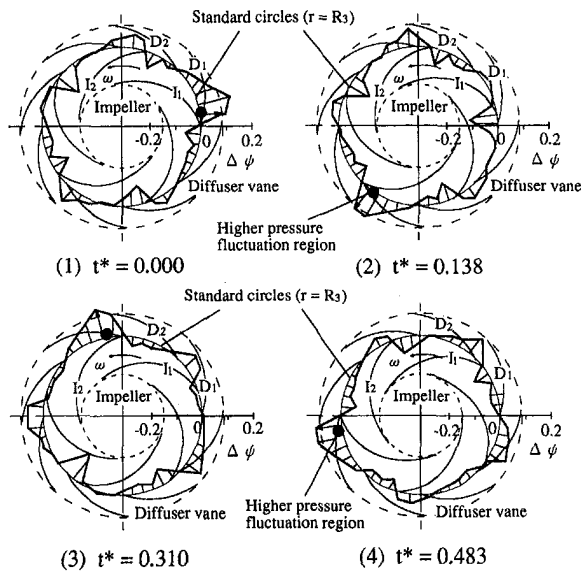 Standard circles (r = R3)
D2
D1
ω
I2
I1
Impeller
-0.2
0
0.2
Δ ψ
Diffuser vane
(1) t* = 0.000
D2
D1
ω
I2
I1
Impeller
-0.2
0
0.2
Δ ψ
Diffuser vane
Higher pressure
fluctuation region
(2) t* = 0.138
Standard circles (r = R3)
D2
D1
ω
I2
I1
Impeller
-0.2
0
0.2
Δ ψ
Diffuser vane
(3) t* = 0.310
D2
D1
ω
I2
I1
Impeller
-0.2
0
0.2
Δ ψ
Diffuser vane
Higher pressure
fluctuation region
(4) t* = 0.483